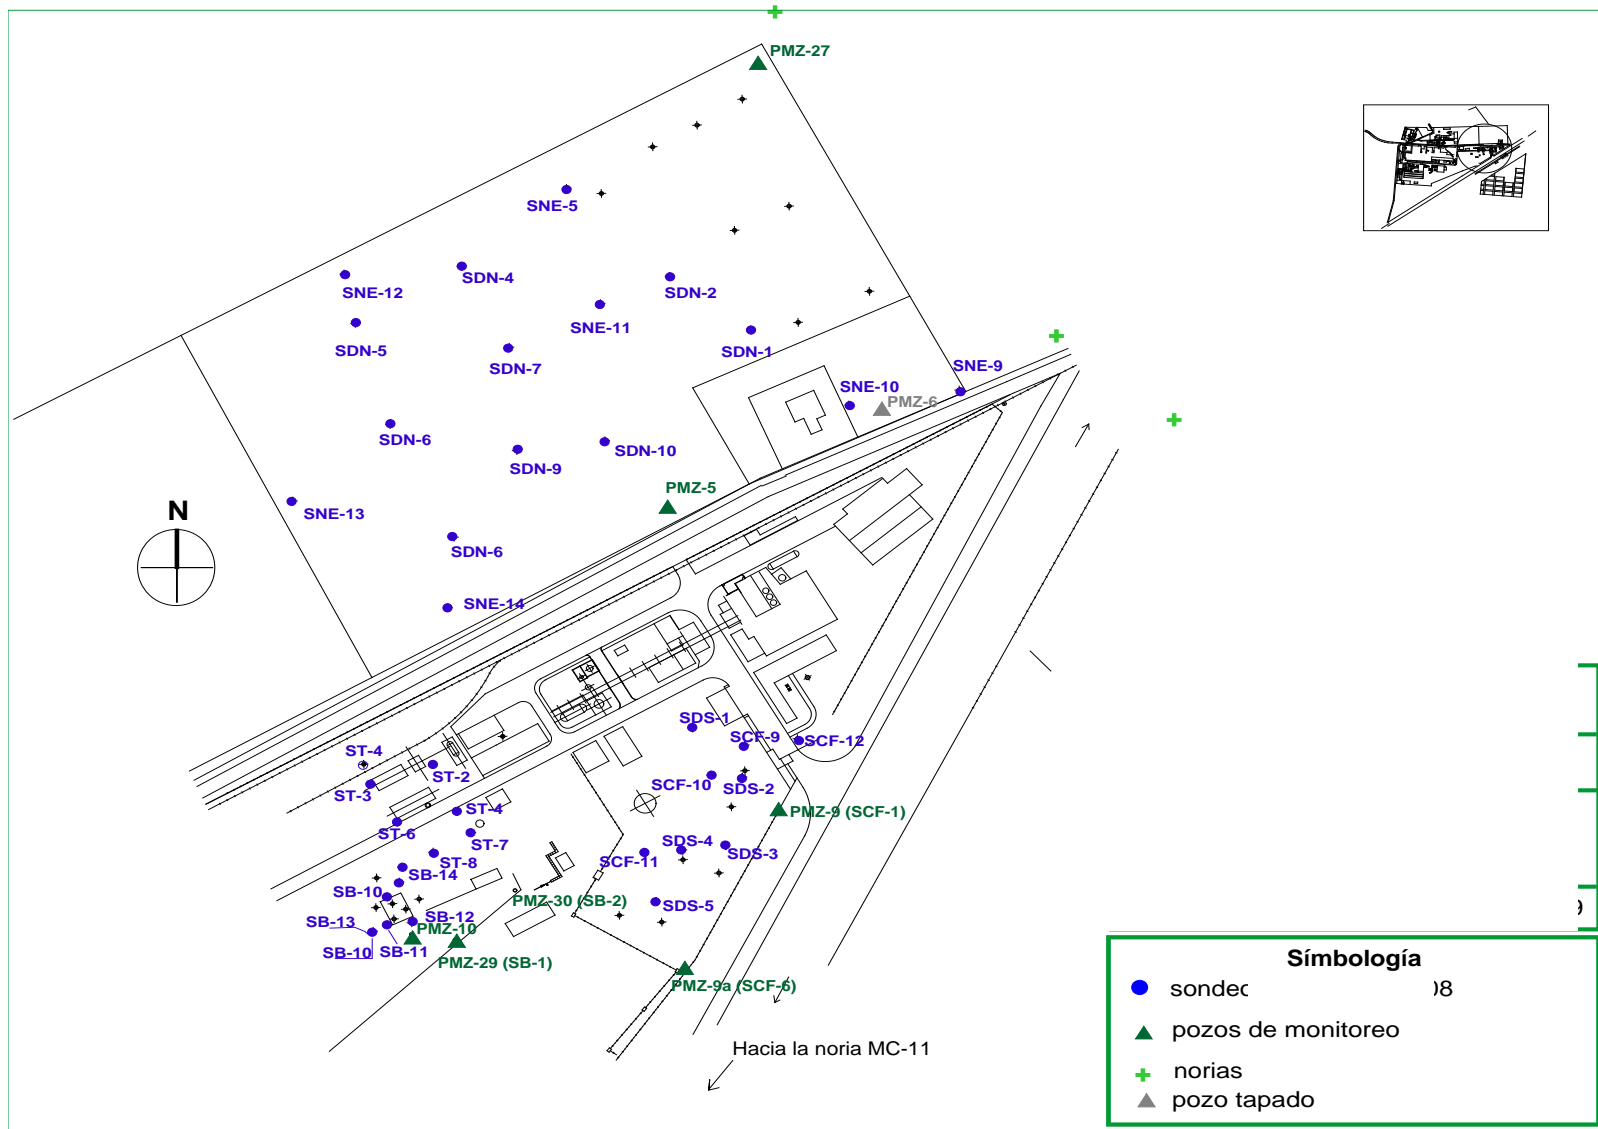 PMZ-27
SNE-5
SDN-4
SNE-12
SDN-2
SNE-11
SDN-5
SDN-1
SDN-7
SNE-9
SNE-10
PMZ-6
SDN-6
SDN-10
SDN-9
PMZ-5
SNE-13
N
SDN-6
SNE-14
SDS-1
SCF-9
SCF-12
ST-4
ST-2
SCF-10
SDS-2
ST-3
ST-4
PMZ-9 (SCF-1)
ST-6
ST-7
SDS-4
SDS-3
ST-8
SCF-11
SB-14
SB-10
PMZ-30 (SB-2)
SDS-5
SB-13
SB-12
PMZ-10
SB-10
SB-11
PMZ-29 (SB-1)
PMZ-9a (SCF-6)
Hacia la noria MC-11
Símbología
pozos de monitoreo
norias
pozo tapado